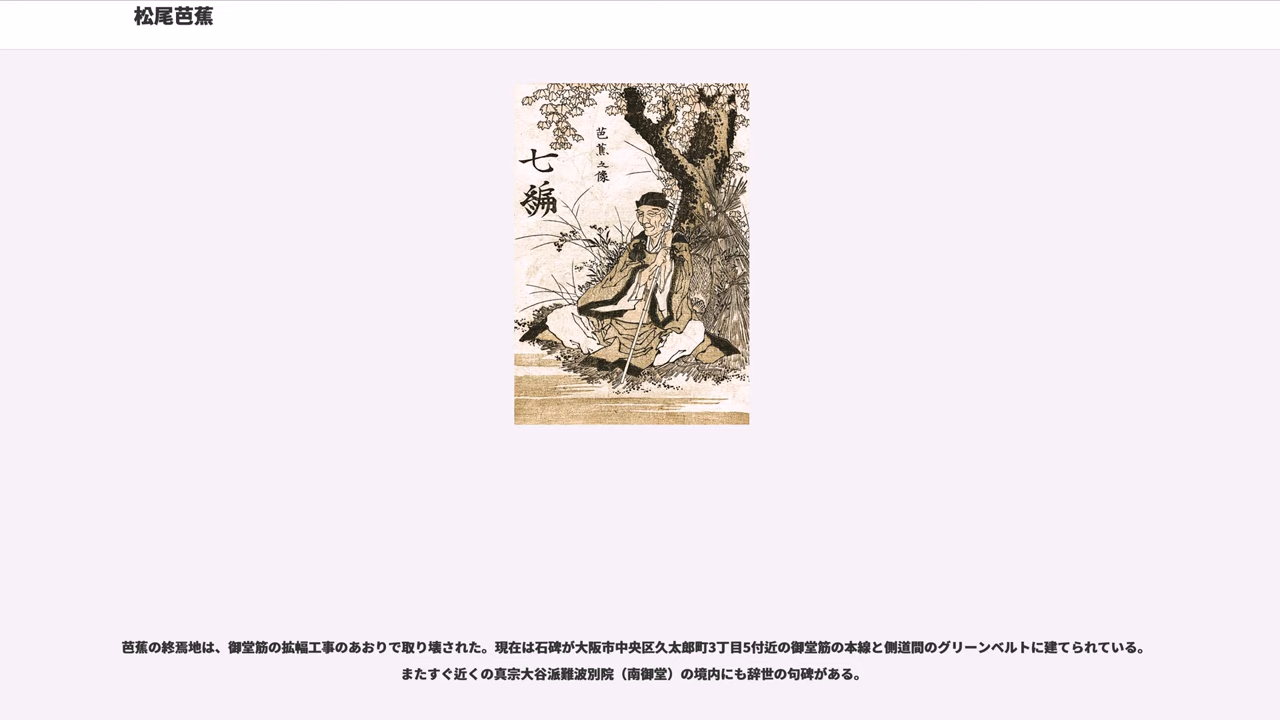 松尾芭蕉
芭蕉之像
七編
芭蕉の終焉地は、御堂筋の拡幅工事のあおりで取り壊された。現在は石碑が大阪市中央区久太郎町3丁目5付近の御堂筋の本線と側道間のグリーンベルトに建てられている。
またすぐ近くの真宗大谷派難波別院（南御堂）の境内にも辞世の句碑がある。